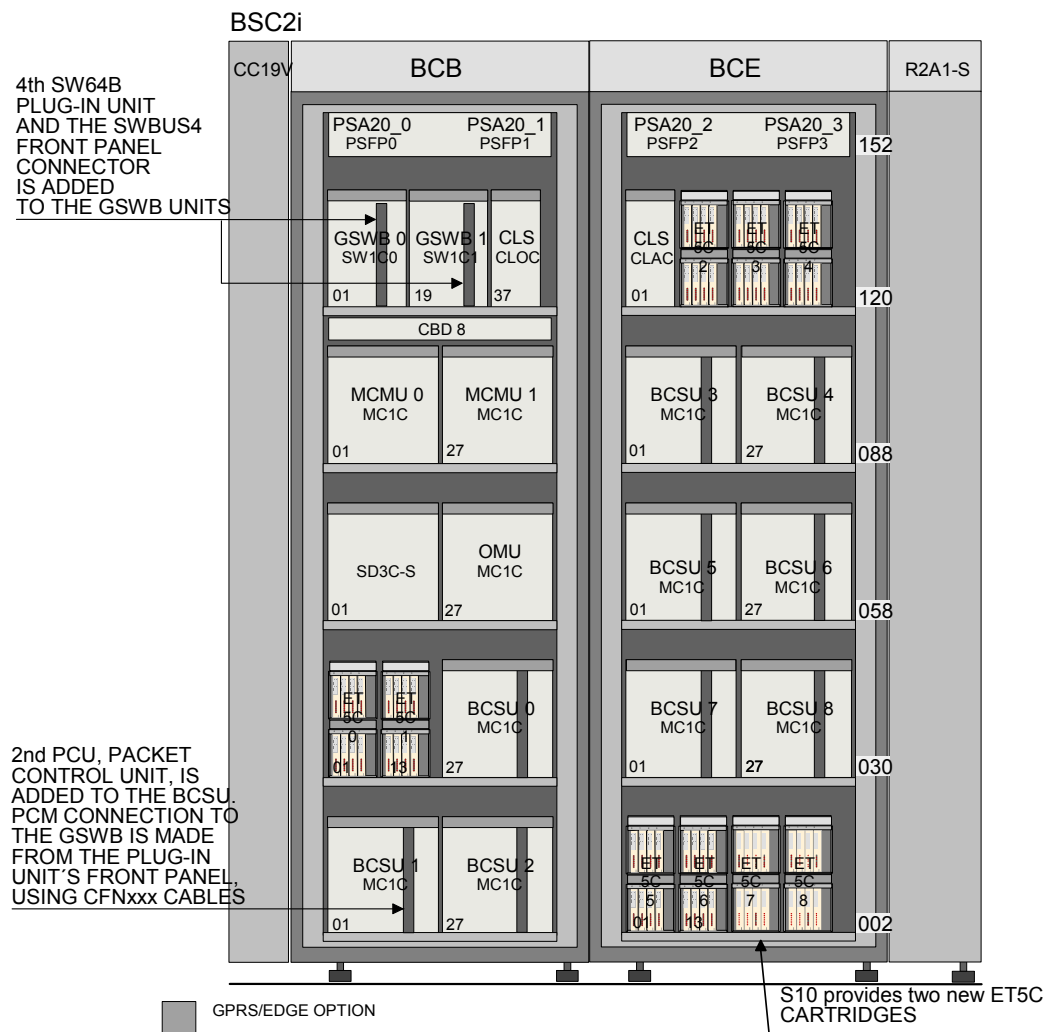 BSC2i
CC19V
BCB
BCE
R2A1-S
4th SW64B
PLUG-IN UNIT
AND THE SWBUS4
FRONT PANEL
CONNECTOR
IS ADDED
TO THE GSWB UNITS
PSA20_0 PSA20_1
PSFP0 PSFP1
PSA20_2 PSA20_3
PSFP2 PSFP3
152
GSWB 0
SW1C0
01
GSWB 1
SW1C1
19
CLS
CLOC
37
CLS
CLAC
01
ET
5C
2
ET
5C
3
ET
5C
4
120
CBD 8
MCMU 0
MC1C
01
MCMU 1
MC1C
27
BCSU 3
MC1C
01
BCSU 4
MC1C
27
088
SD3C-S
01
OMU
MC1C
27
BCSU 5
MC1C
01
BCSU 6
MC1C
27
058
ET
5C
0
01
ET
5C
1
13
BCSU 0
MC1C
27
BCSU 7
MC1C
01
BCSU 8
MC1C
27
030
2nd PCU, PACKET
CONTROL UNIT, IS
ADDED TO THE BCSU.
PCM CONNECTION TO
THE GSWB IS MADE
FROM THE PLUG-IN
UNIT´S FRONT PANEL,
USING CFNxxx CABLES
BCSU 1
MC1C
01
BCSU 2
MC1C
27
ET
5C
5
01
ET
5C
6
13
ET
5C
7
ET
5C
8
002
GPRS/EDGE OPTION
S10 provides two new ET5C
CARTRIDGES